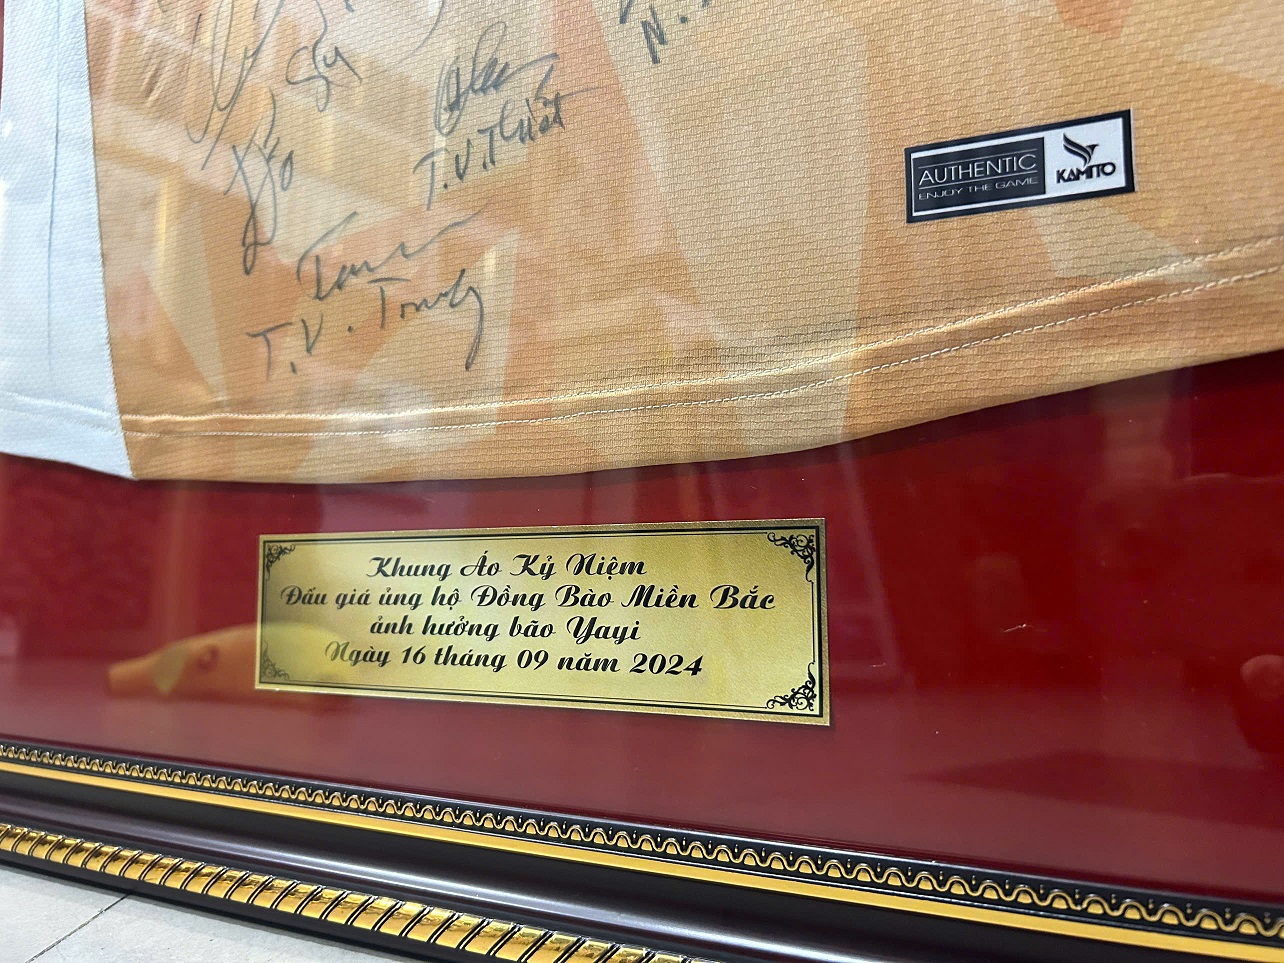 T.V.Thiết
T.V.Trung
AUTHENTIC
ENJOY THE GAME
KAMITO
Khung Áo Kỷ Niệm
Đấu giá ủng hộ Đồng Bào Miền Bắc
ảnh hưởng bão Yayi
Ngày 16 tháng 09 năm 2024